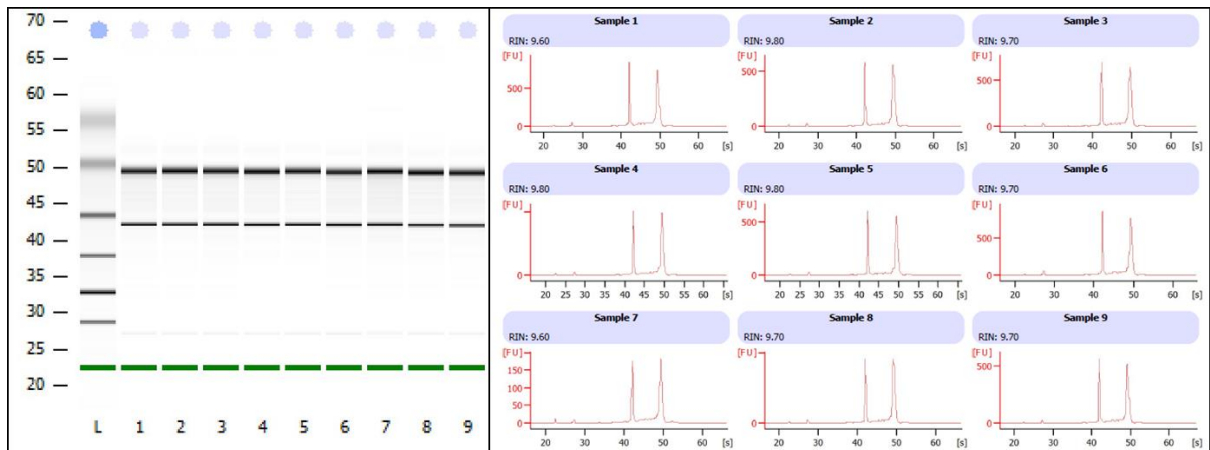 70
65
60
55
50
45
40
35
30
25
20
L 1 2 3 4 5 6 7 8 9
Sample 1
RIN: 9.60
[FU]
500
0
20 30 40 50 60 [s]
Sample 2
RIN: 9.80
[FU]
500
0
20 30 40 50 60 [s]
Sample 3
RIN: 9.70
[FU]
500
0
20 30 40 50 60 [s]
Sample 4
RIN: 9.80
[FU]
0
20 25 30 35 40 45 50 55 60 [s]
Sample 5
RIN: 9.80
[FU]
500
0
20 25 30 35 40 45 50 55 60 65 [s]
Sample 6
RIN: 9.70
[FU]
500
0
20 30 40 50 60 [s]
Sample 7
RIN: 9.60
[FU]
150
100
50
0
20 30 40 50 60 [s]
Sample 8
RIN: 9.70
[FU]
0
20 30 40 50 60 [s]
Sample 9
RIN: 9.70
[FU]
500
0
20 30 40 50 60 [s]